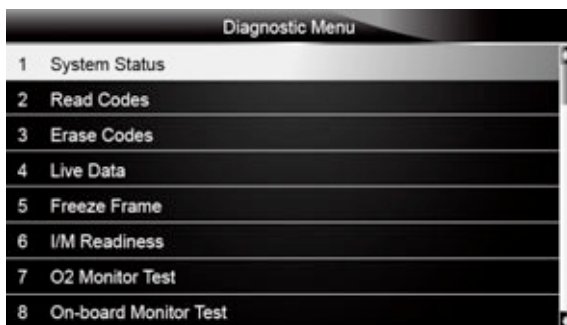 Diagnostic Menu
1 System Status
2 Read Codes
3 Erase Codes
4 Live Data
5 Freeze Frame
6 I/M Readiness
7 O2 Monitor Test
8 On-board Monitor Test